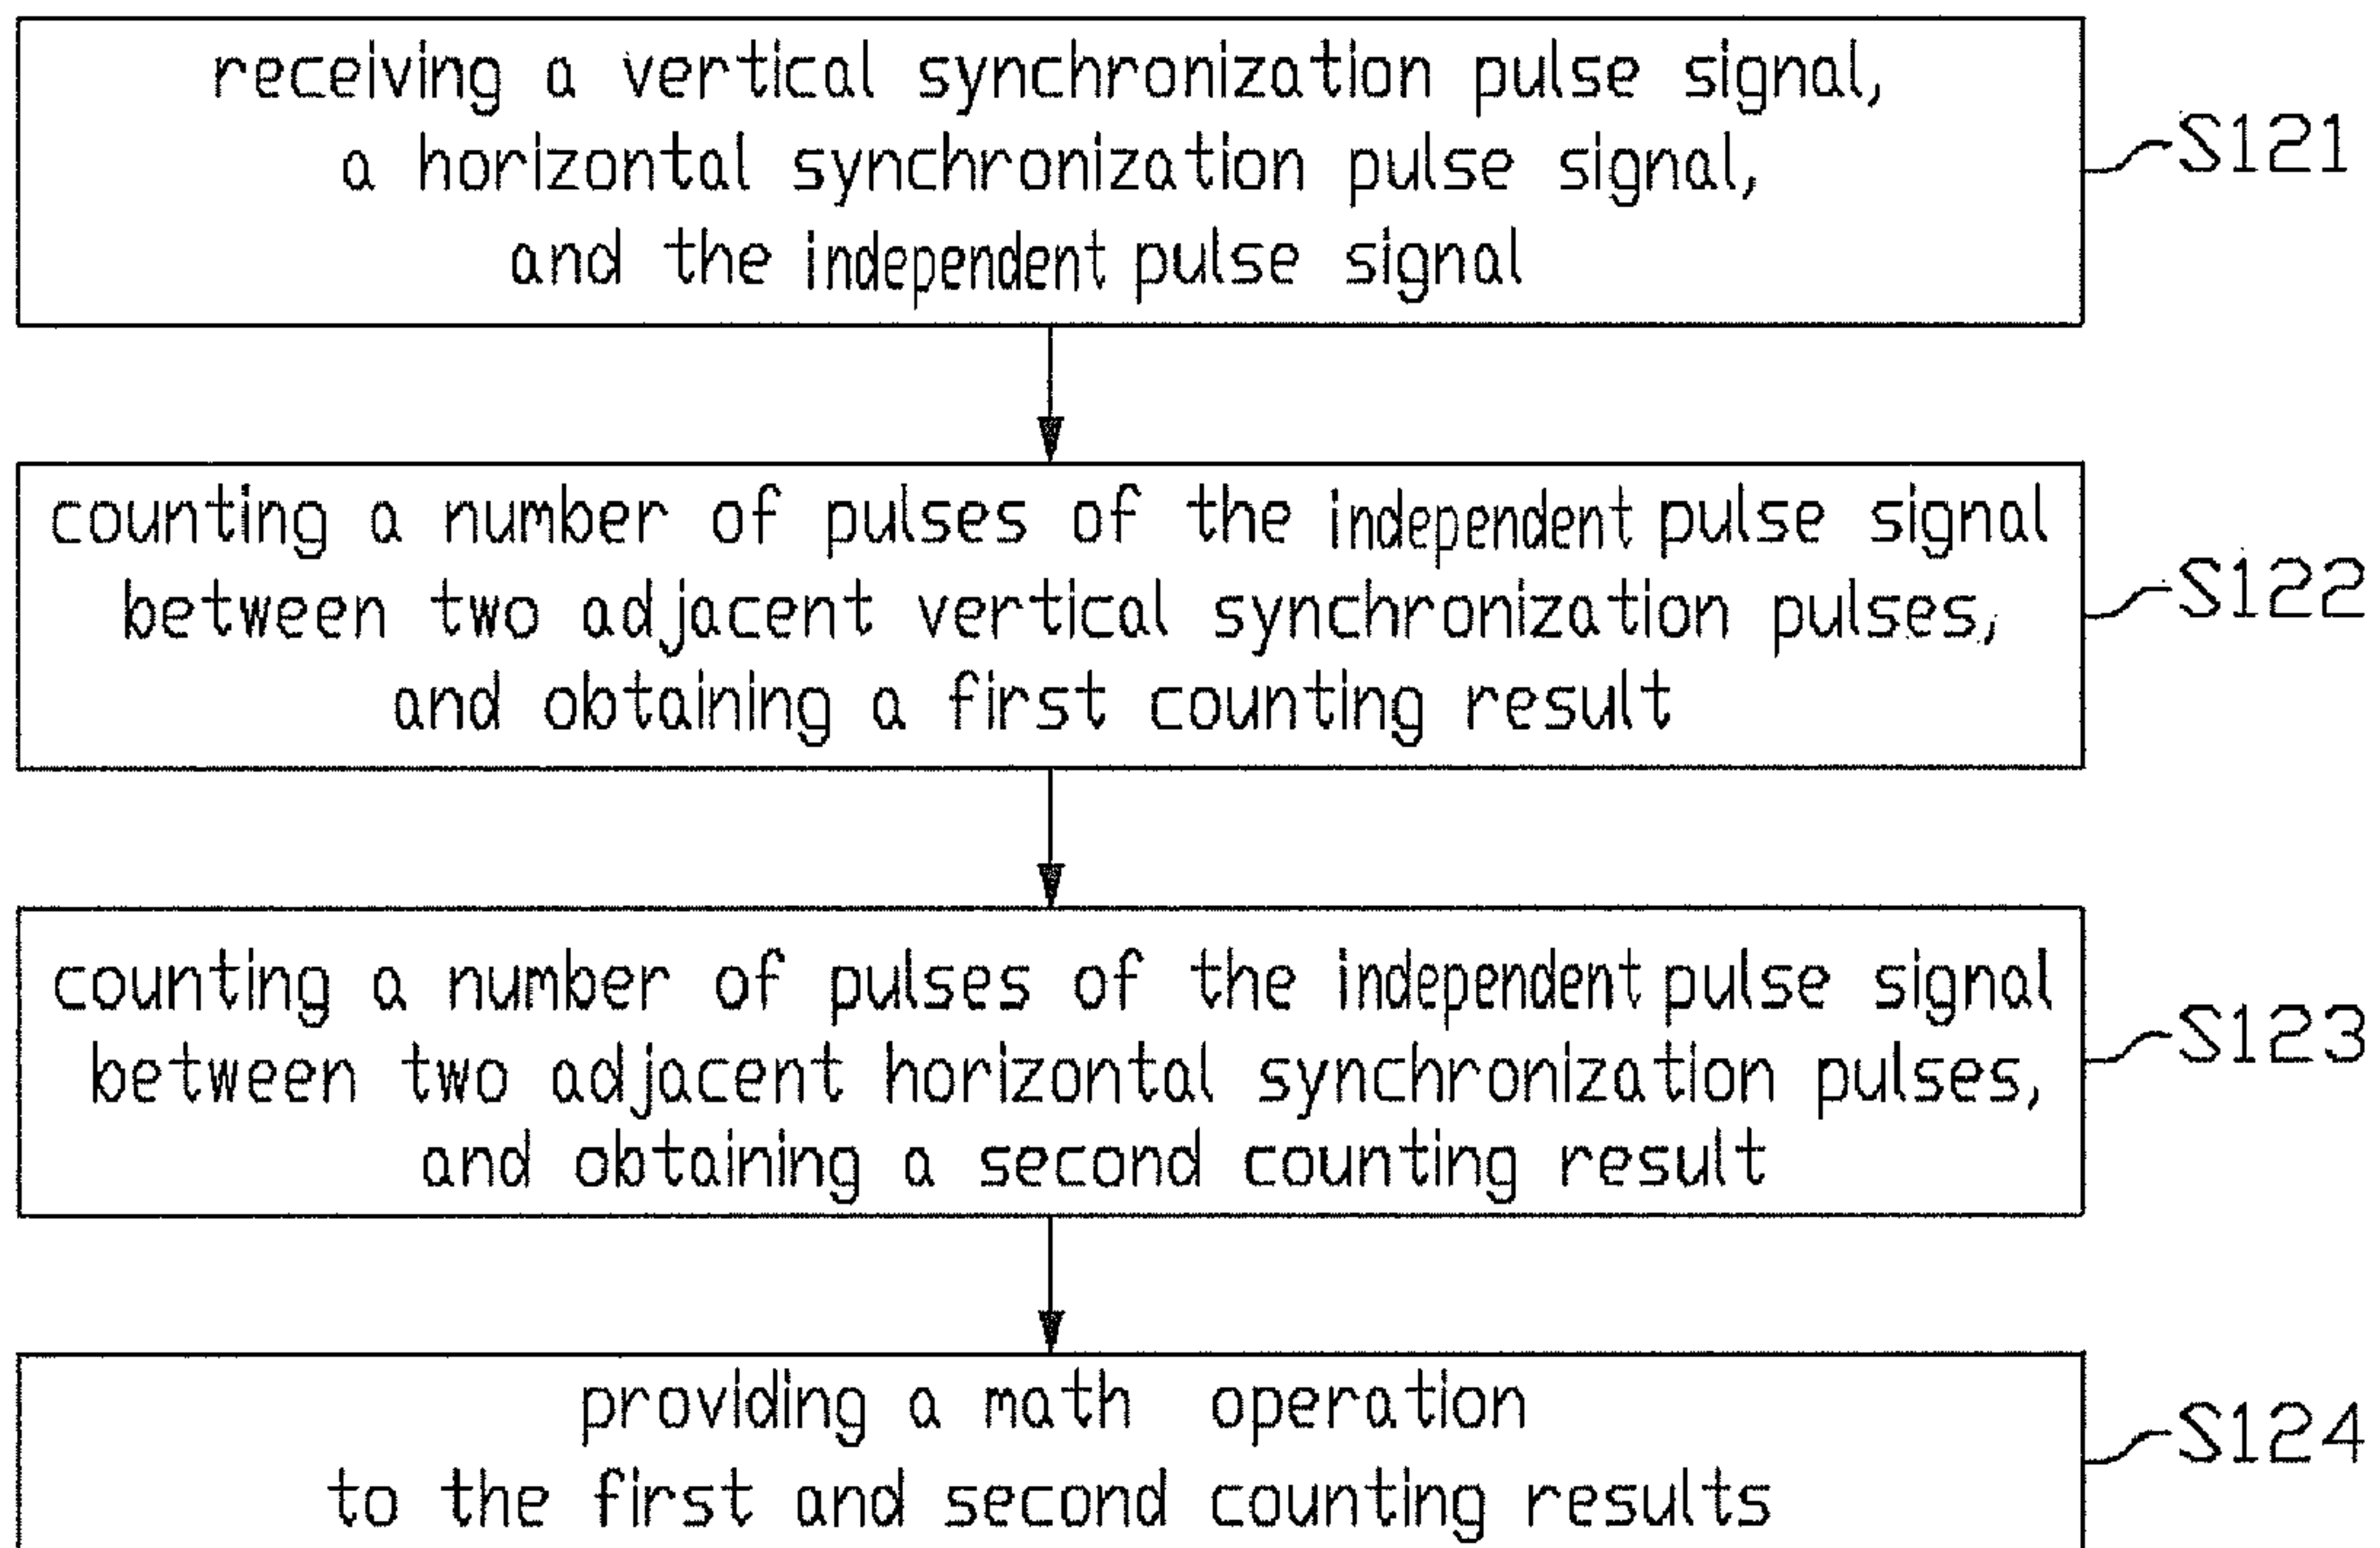 receiving a vertical synchronization pulse signal,
a horizontal synchronization pulse signal,
and the independent pulse signal
S121
counting a number of pulses of the independent pulse signal
between two adjacent vertical synchronization pulses,
and obtaining a first counting result
S122
counting a number of pulses of the independent pulse signal
between two adjacent horizontal synchronization pulses,
and obtaining a second counting result
S123
providing a math operation
to the first and second counting results
S124